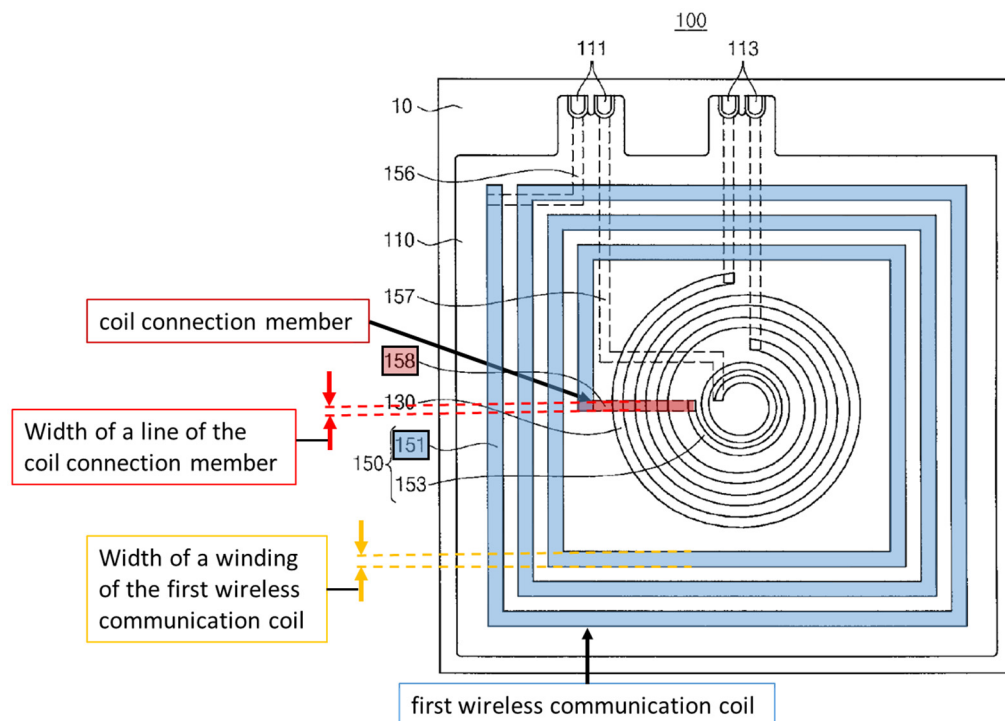 100
111
113
10
156
110
157
coil connection
member
158
130
Width of a line of the
coil connection
member
151
150
153
Width of a winding
of the first wireless
communication coil
first wireless communication coil